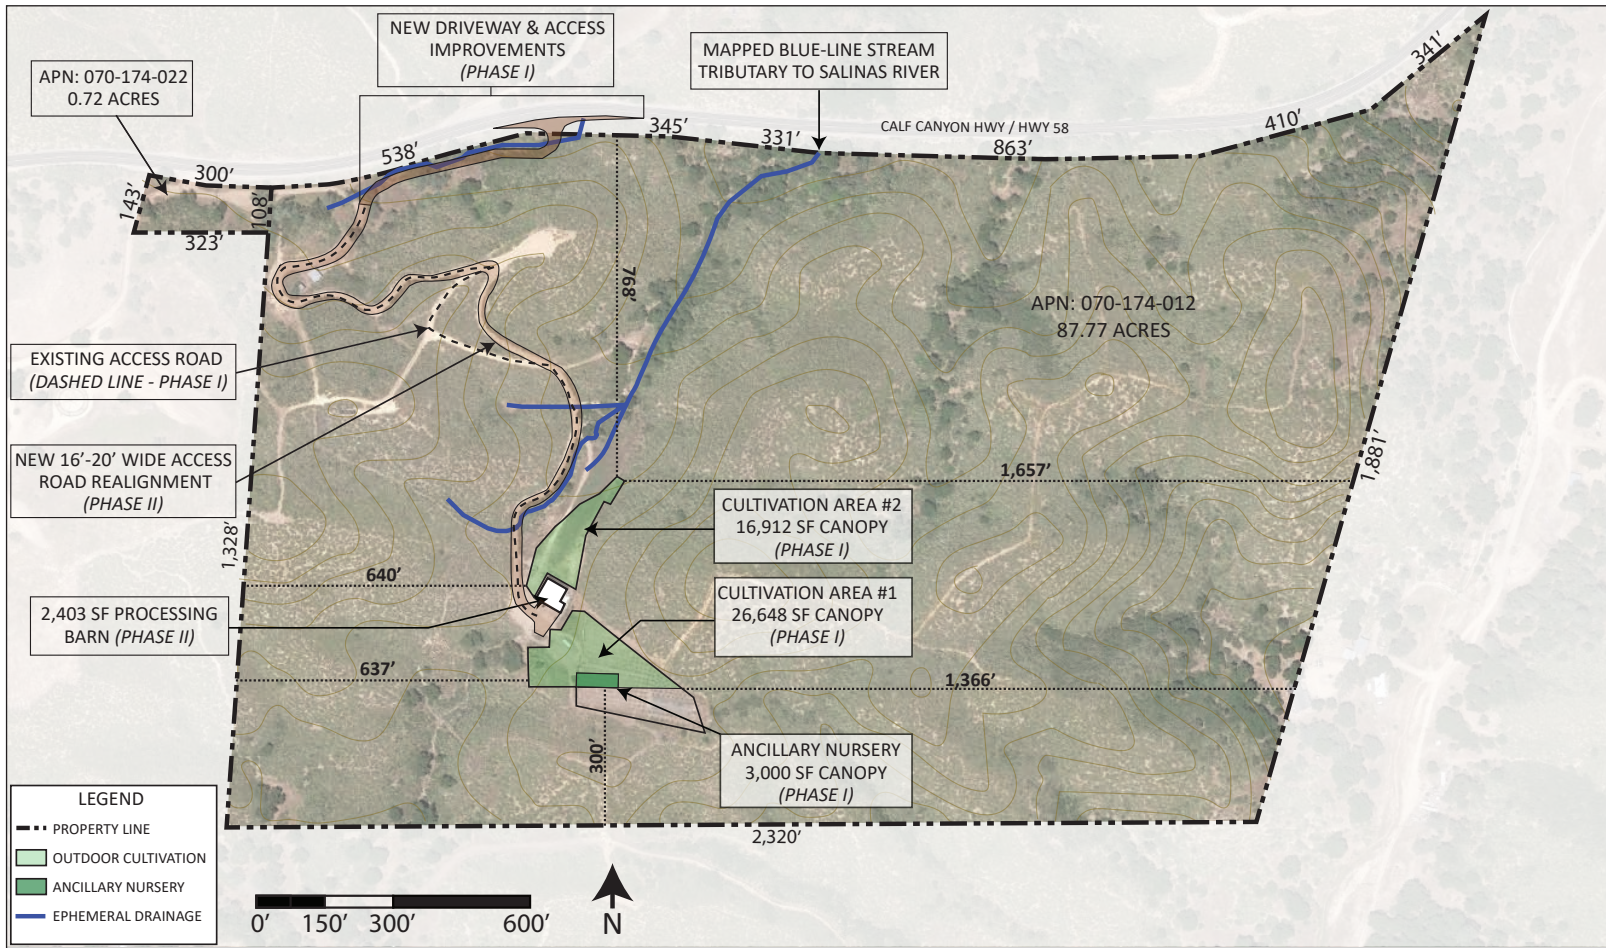 NEW DRIVEWAY & ACCESS
IMPROVEMENTS
(PHASE I)
MAPPED BLUE-LINE STREAM
TRIBUTARY TO SALINAS RIVER
APN: 070-174-022
0.72 ACRES
CALF CANYON HWY / HWY 58
341'
410'
863'
331'
345'
538'
300'
143'
108'
323'
768'
APN: 070-174-012
87.77 ACRES
EXISTING ACCESS ROAD
(DASHED LINE - PHASE I)
NEW 16'-20' WIDE ACCESS
ROAD REALIGNMENT
(PHASE II)
1,657'
1,881'
CULTIVATION AREA #2
16,912 SF CANOPY
(PHASE I)
1,328'
640'
CULTIVATION AREA #1
26,648 SF CANOPY
(PHASE I)
2,403 SF PROCESSING
BARN (PHASE II)
637'
1,366'
300'
ANCILLARY NURSERY
3,000 SF CANOPY
(PHASE I)
2,320'
LEGEND
PROPERTY LINE
OUTDOOR CULTIVATION
ANCILLARY NURSERY
EPHEMERAL DRAINAGE
0' 150' 300' 600'
N